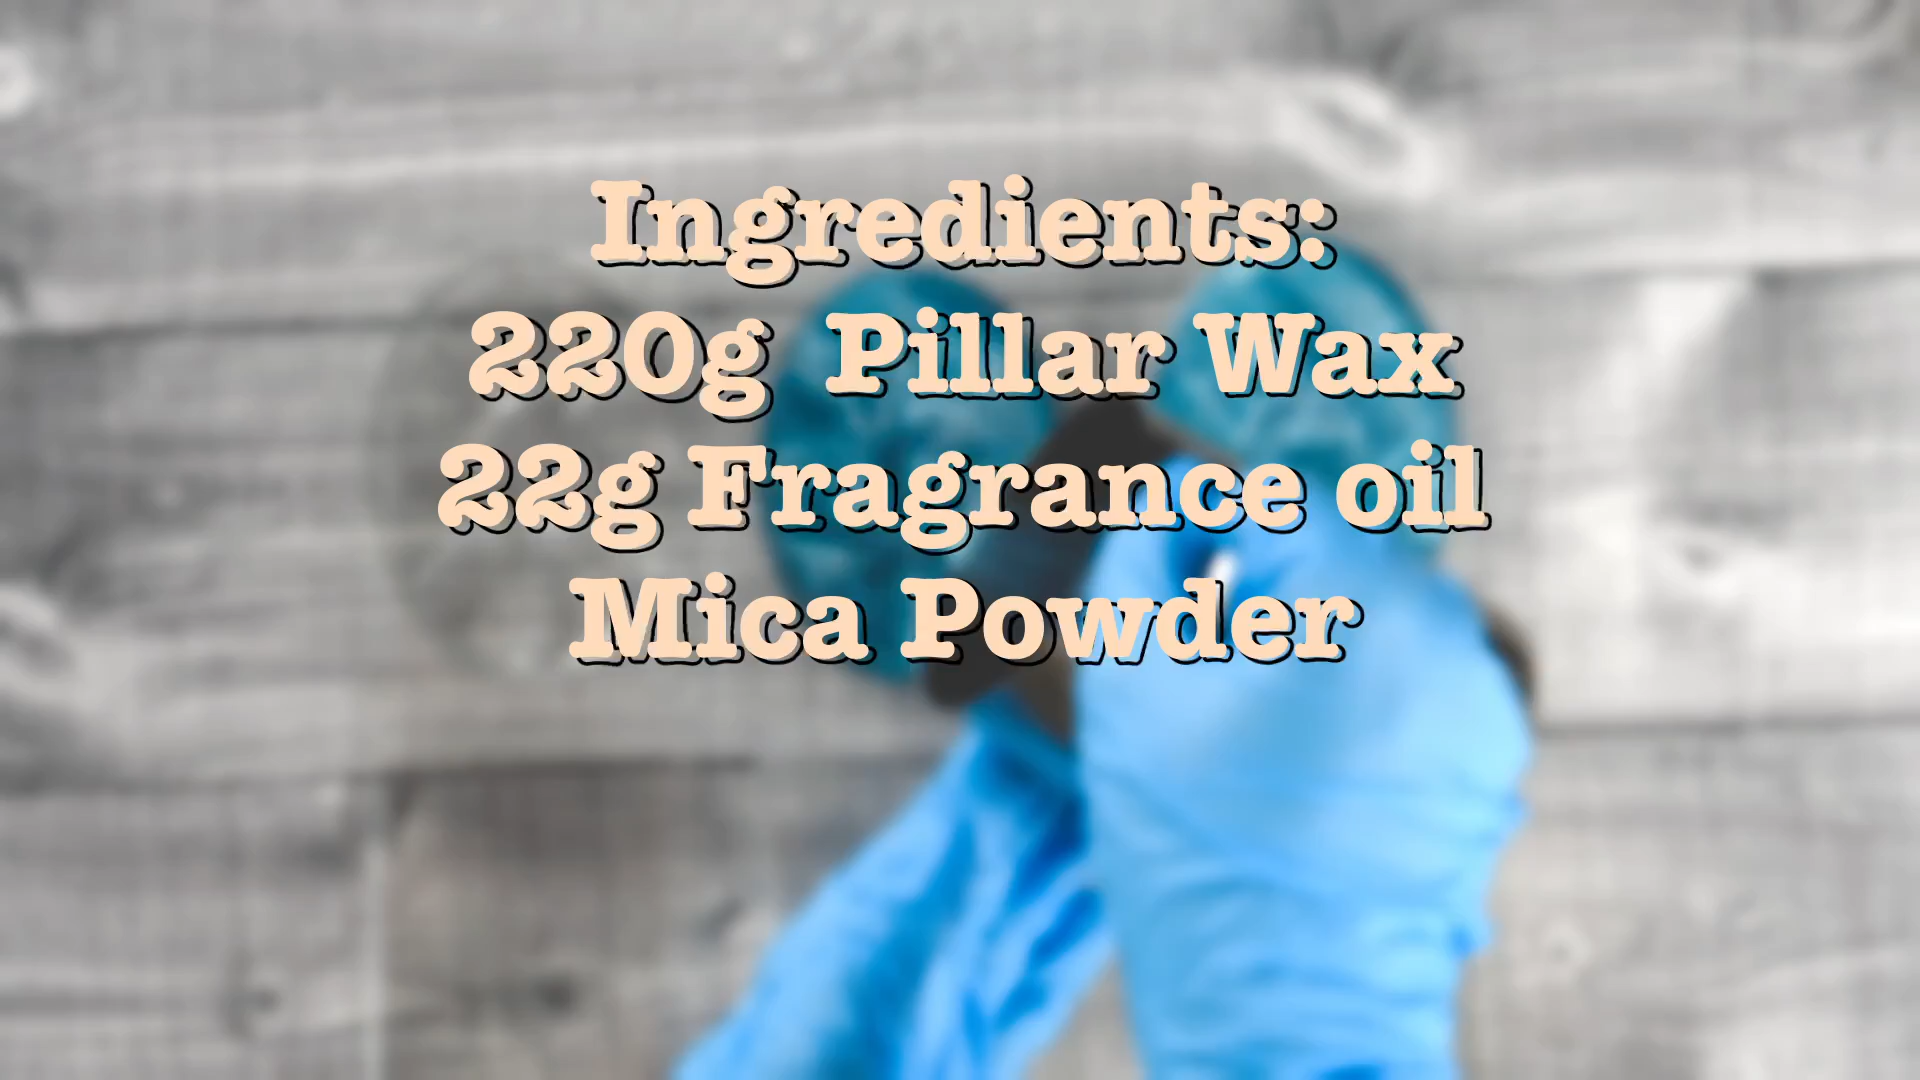 Ingredients:
220g  Pillar Wax
22g Fragrance oil
Mica Powder